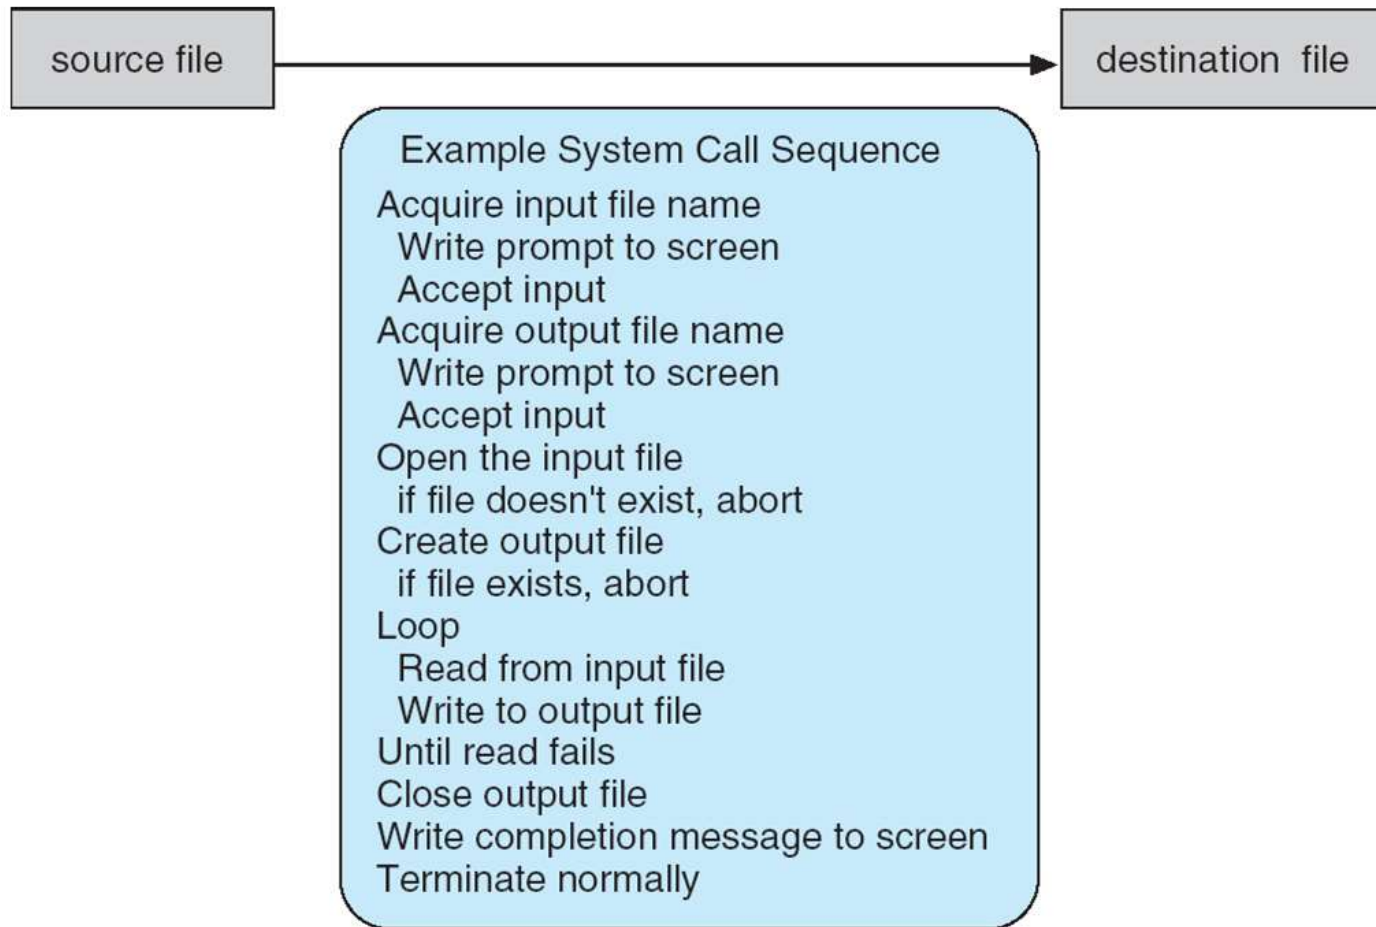 source file
destination file
Example System Call Sequence
Acquire input file name
Write prompt to screen
Accept input
Acquire output file name
Write prompt to screen
Accept input
Open the input file
if file doesn't exist, abort
Create output file
if file exists, abort
Loop
Read from input file
Write to output file
Until read fails
Close output file
Write completion message to screen
Terminate normally